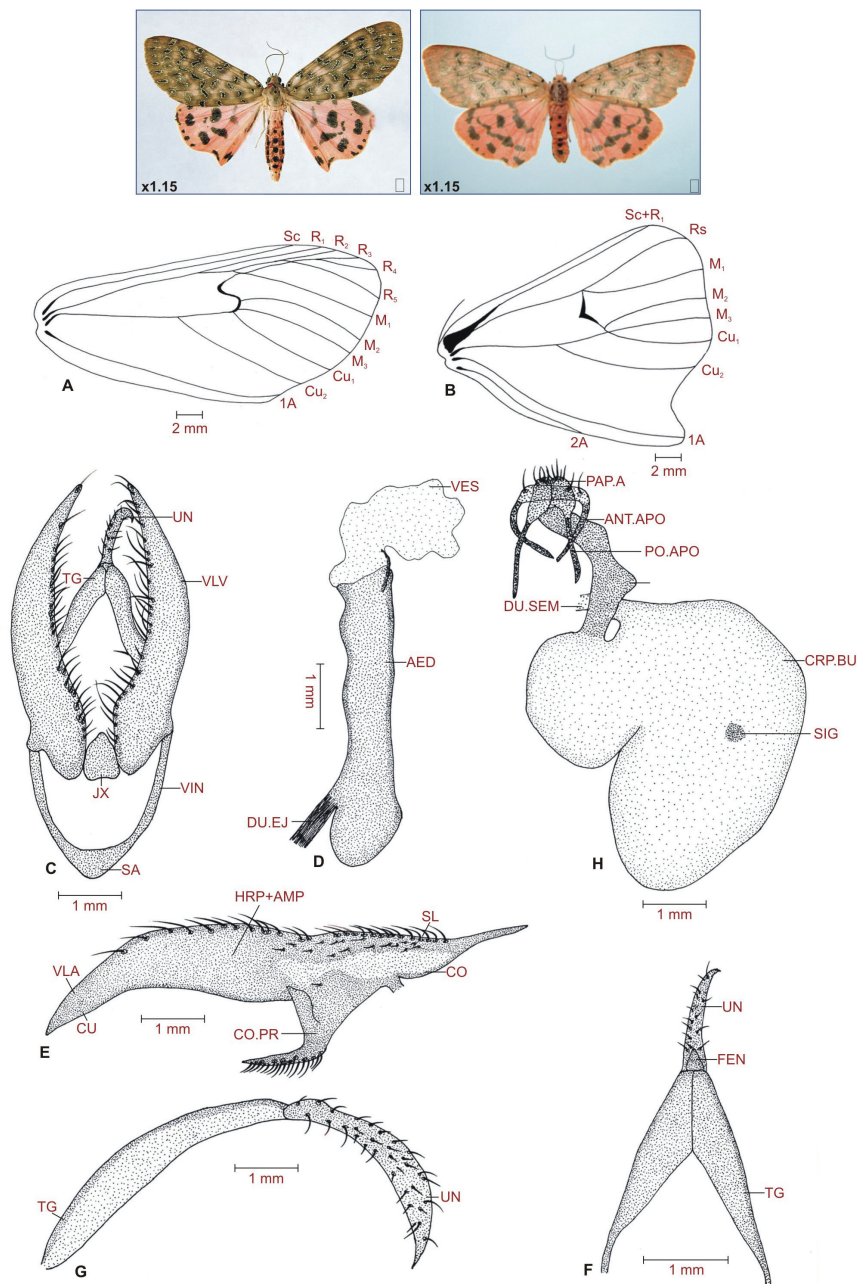 x1.15
x1.15
Sc R₁ R₂ R₃ R₄ R₅ M₁ M₂ M₃ Cu₁ Cu₂ 1A
A
2 mm
Sc+R₁ Rs M₁ M₂ M₃ Cu₁ Cu₂ 1A 2A
B
2 mm
UN
TG
VLV
JX
VIN
SA
C
1 mm
VES
AED
1 mm
DU.EJ
D
PAP.A
ANT.APO
PO.APO
DU.SEM
CRP.BU
SIG
H
1 mm
HRP+AMP
SL
VLA
CO
CU
E
1 mm
CO.PR
UN
FEN
TG
F
1 mm
1 mm
TG
UN
G